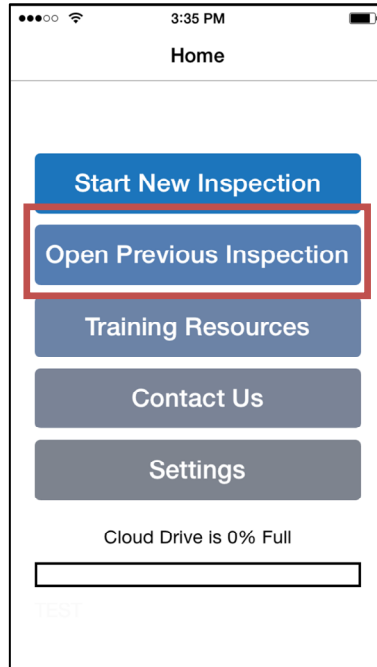 3:35 PM
Home
Start New Inspection
Open Previous Inspection
Training Resources
Contact Us
Settings
Cloud Drive is 0% Full
TEST